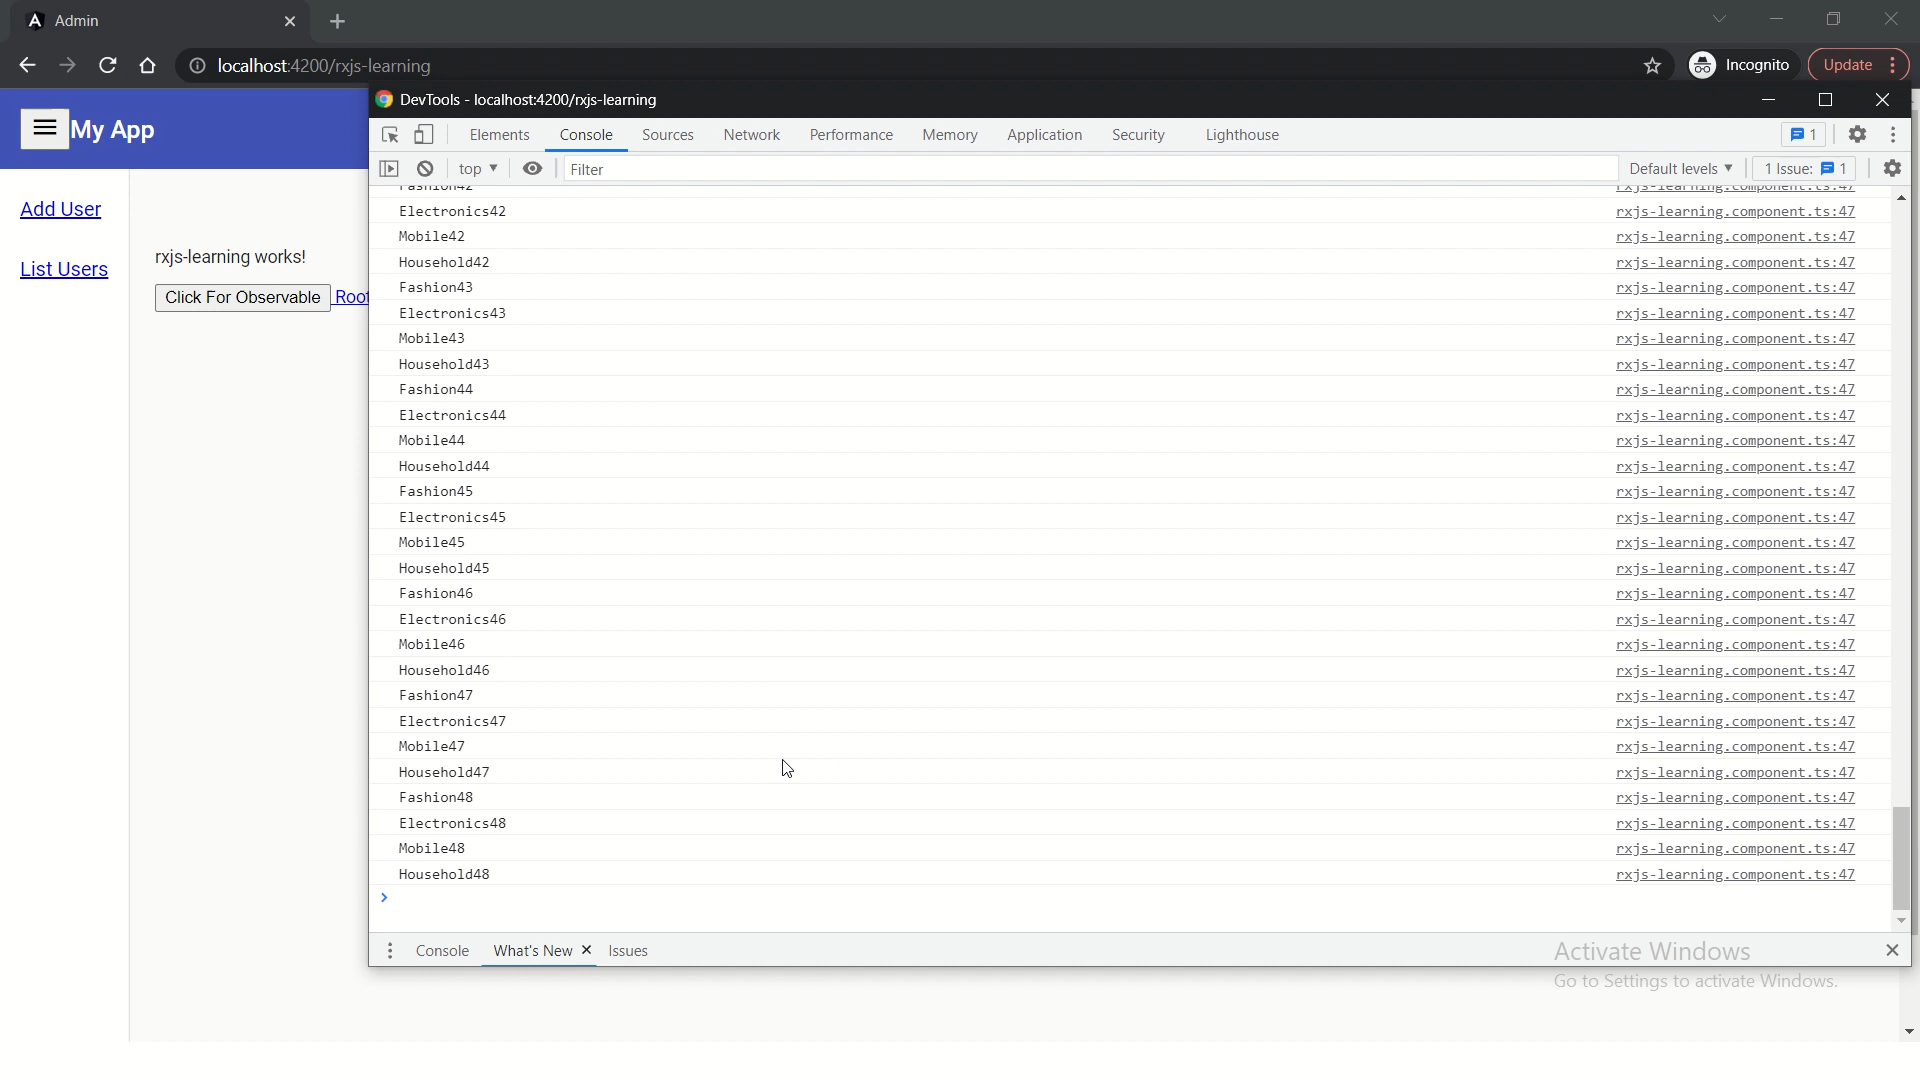 Admin
localhost:4200/rxjs-learning
Incognito
Update
DevTools - localhost:4200/rxjs-learning
My App
Elements Console Sources Network Performance Memory Application Security Lighthouse 1
top Filter Default levels 1 Issue: 1
Add User
List Users
rxjs-learning works!
Click For Observable Root
Fashion42 rxjs-learning.component.ts:47
Electronics42 rxjs-learning.component.ts:47
Mobile42 rxjs-learning.component.ts:47
Household42 rxjs-learning.component.ts:47
Fashion43 rxjs-learning.component.ts:47
Electronics43 rxjs-learning.component.ts:47
Mobile43 rxjs-learning.component.ts:47
Household43 rxjs-learning.component.ts:47
Fashion44 rxjs-learning.component.ts:47
Electronics44 rxjs-learning.component.ts:47
Mobile44 rxjs-learning.component.ts:47
Household44 rxjs-learning.component.ts:47
Fashion45 rxjs-learning.component.ts:47
Electronics45 rxjs-learning.component.ts:47
Mobile45 rxjs-learning.component.ts:47
Household45 rxjs-learning.component.ts:47
Fashion46 rxjs-learning.component.ts:47
Electronics46 rxjs-learning.component.ts:47
Mobile46 rxjs-learning.component.ts:47
Household46 rxjs-learning.component.ts:47
Fashion47 rxjs-learning.component.ts:47
Electronics47 rxjs-learning.component.ts:47
Mobile47 rxjs-learning.component.ts:47
Household47 rxjs-learning.component.ts:47
Fashion48 rxjs-learning.component.ts:47
Electronics48 rxjs-learning.component.ts:47
Mobile48 rxjs-learning.component.ts:47
Household48 rxjs-learning.component.ts:47
Console What's New Issues
Activate Windows
Go to Settings to activate Windows.